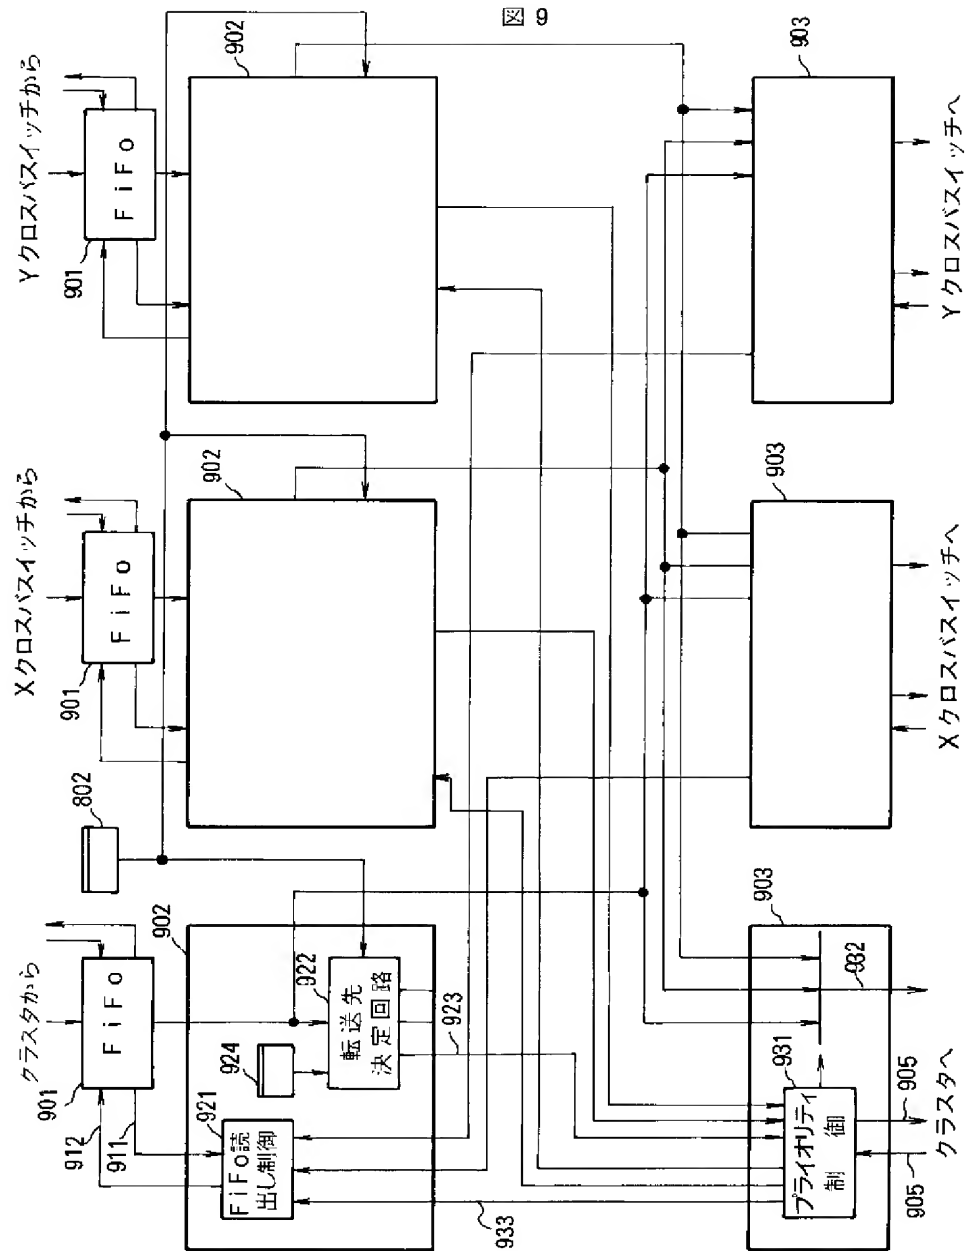 図 9
クラスタから
901
FiFo
912
911
902
921
FiFo読
出し制御
924
922
転送先
決定回路
923
933
802
Xクロスバスイッチから
901
FiFo
902
Yクロスバスイッチから
901
FiFo
902
903
931
プライオリティ
制御
932
905
905
クラスタへ
903
Xクロスバスイッチへ
903
Yクロスバスイッチへ